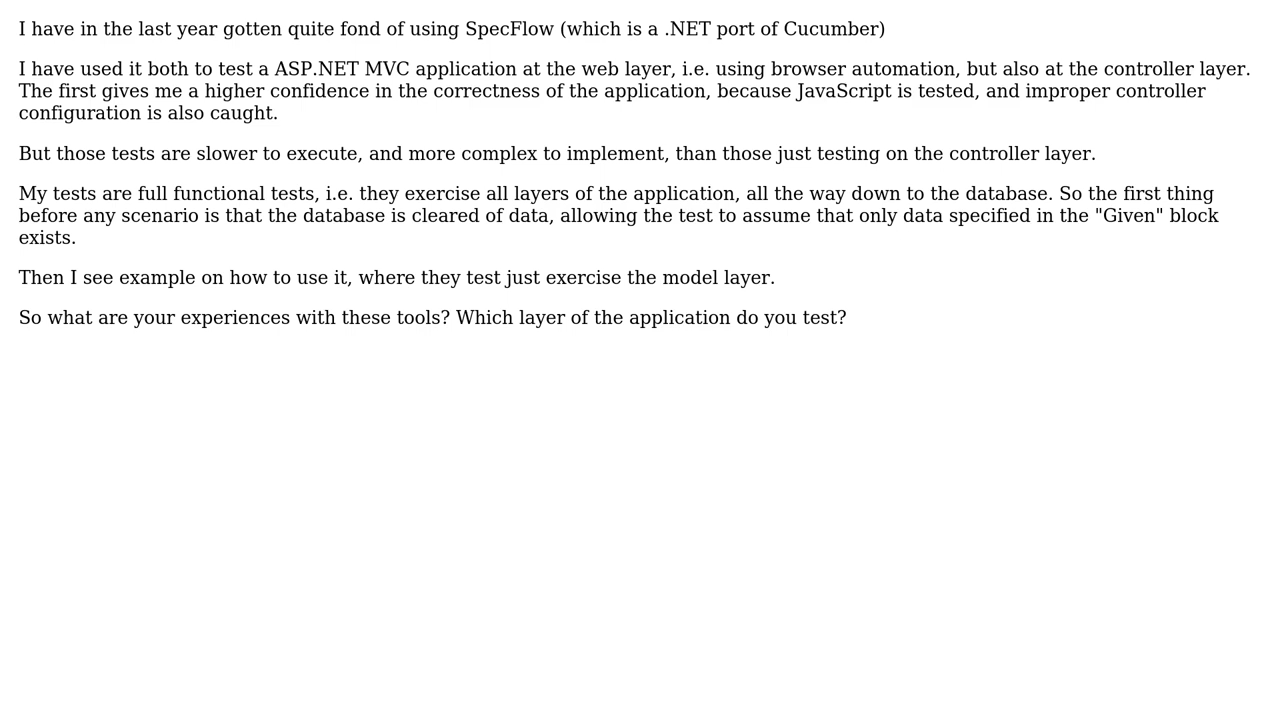 I have in the last year gotten quite fond of using SpecFlow (which is a .NET port of Cucumber)
I have used it both to test a ASP.NET MVC application at the web layer, i.e. using browser automation, but also at the controller layer.
The first gives me a higher confidence in the correctness of the application, because JavaScript is tested, and improper controller
configuration is also caught.
But those tests are slower to execute, and more complex to implement, than those just testing on the controller layer.
My tests are full functional tests, i.e. they exercise all layers of the application, all the way down to the database. So the first thing
before any scenario is that the database is cleared of data, allowing the test to assume that only data specified in the "Given" block
exists.
Then I see example on how to use it, where they test just exercise the model layer.
So what are your experiences with these tools? Which layer of the application do you test?